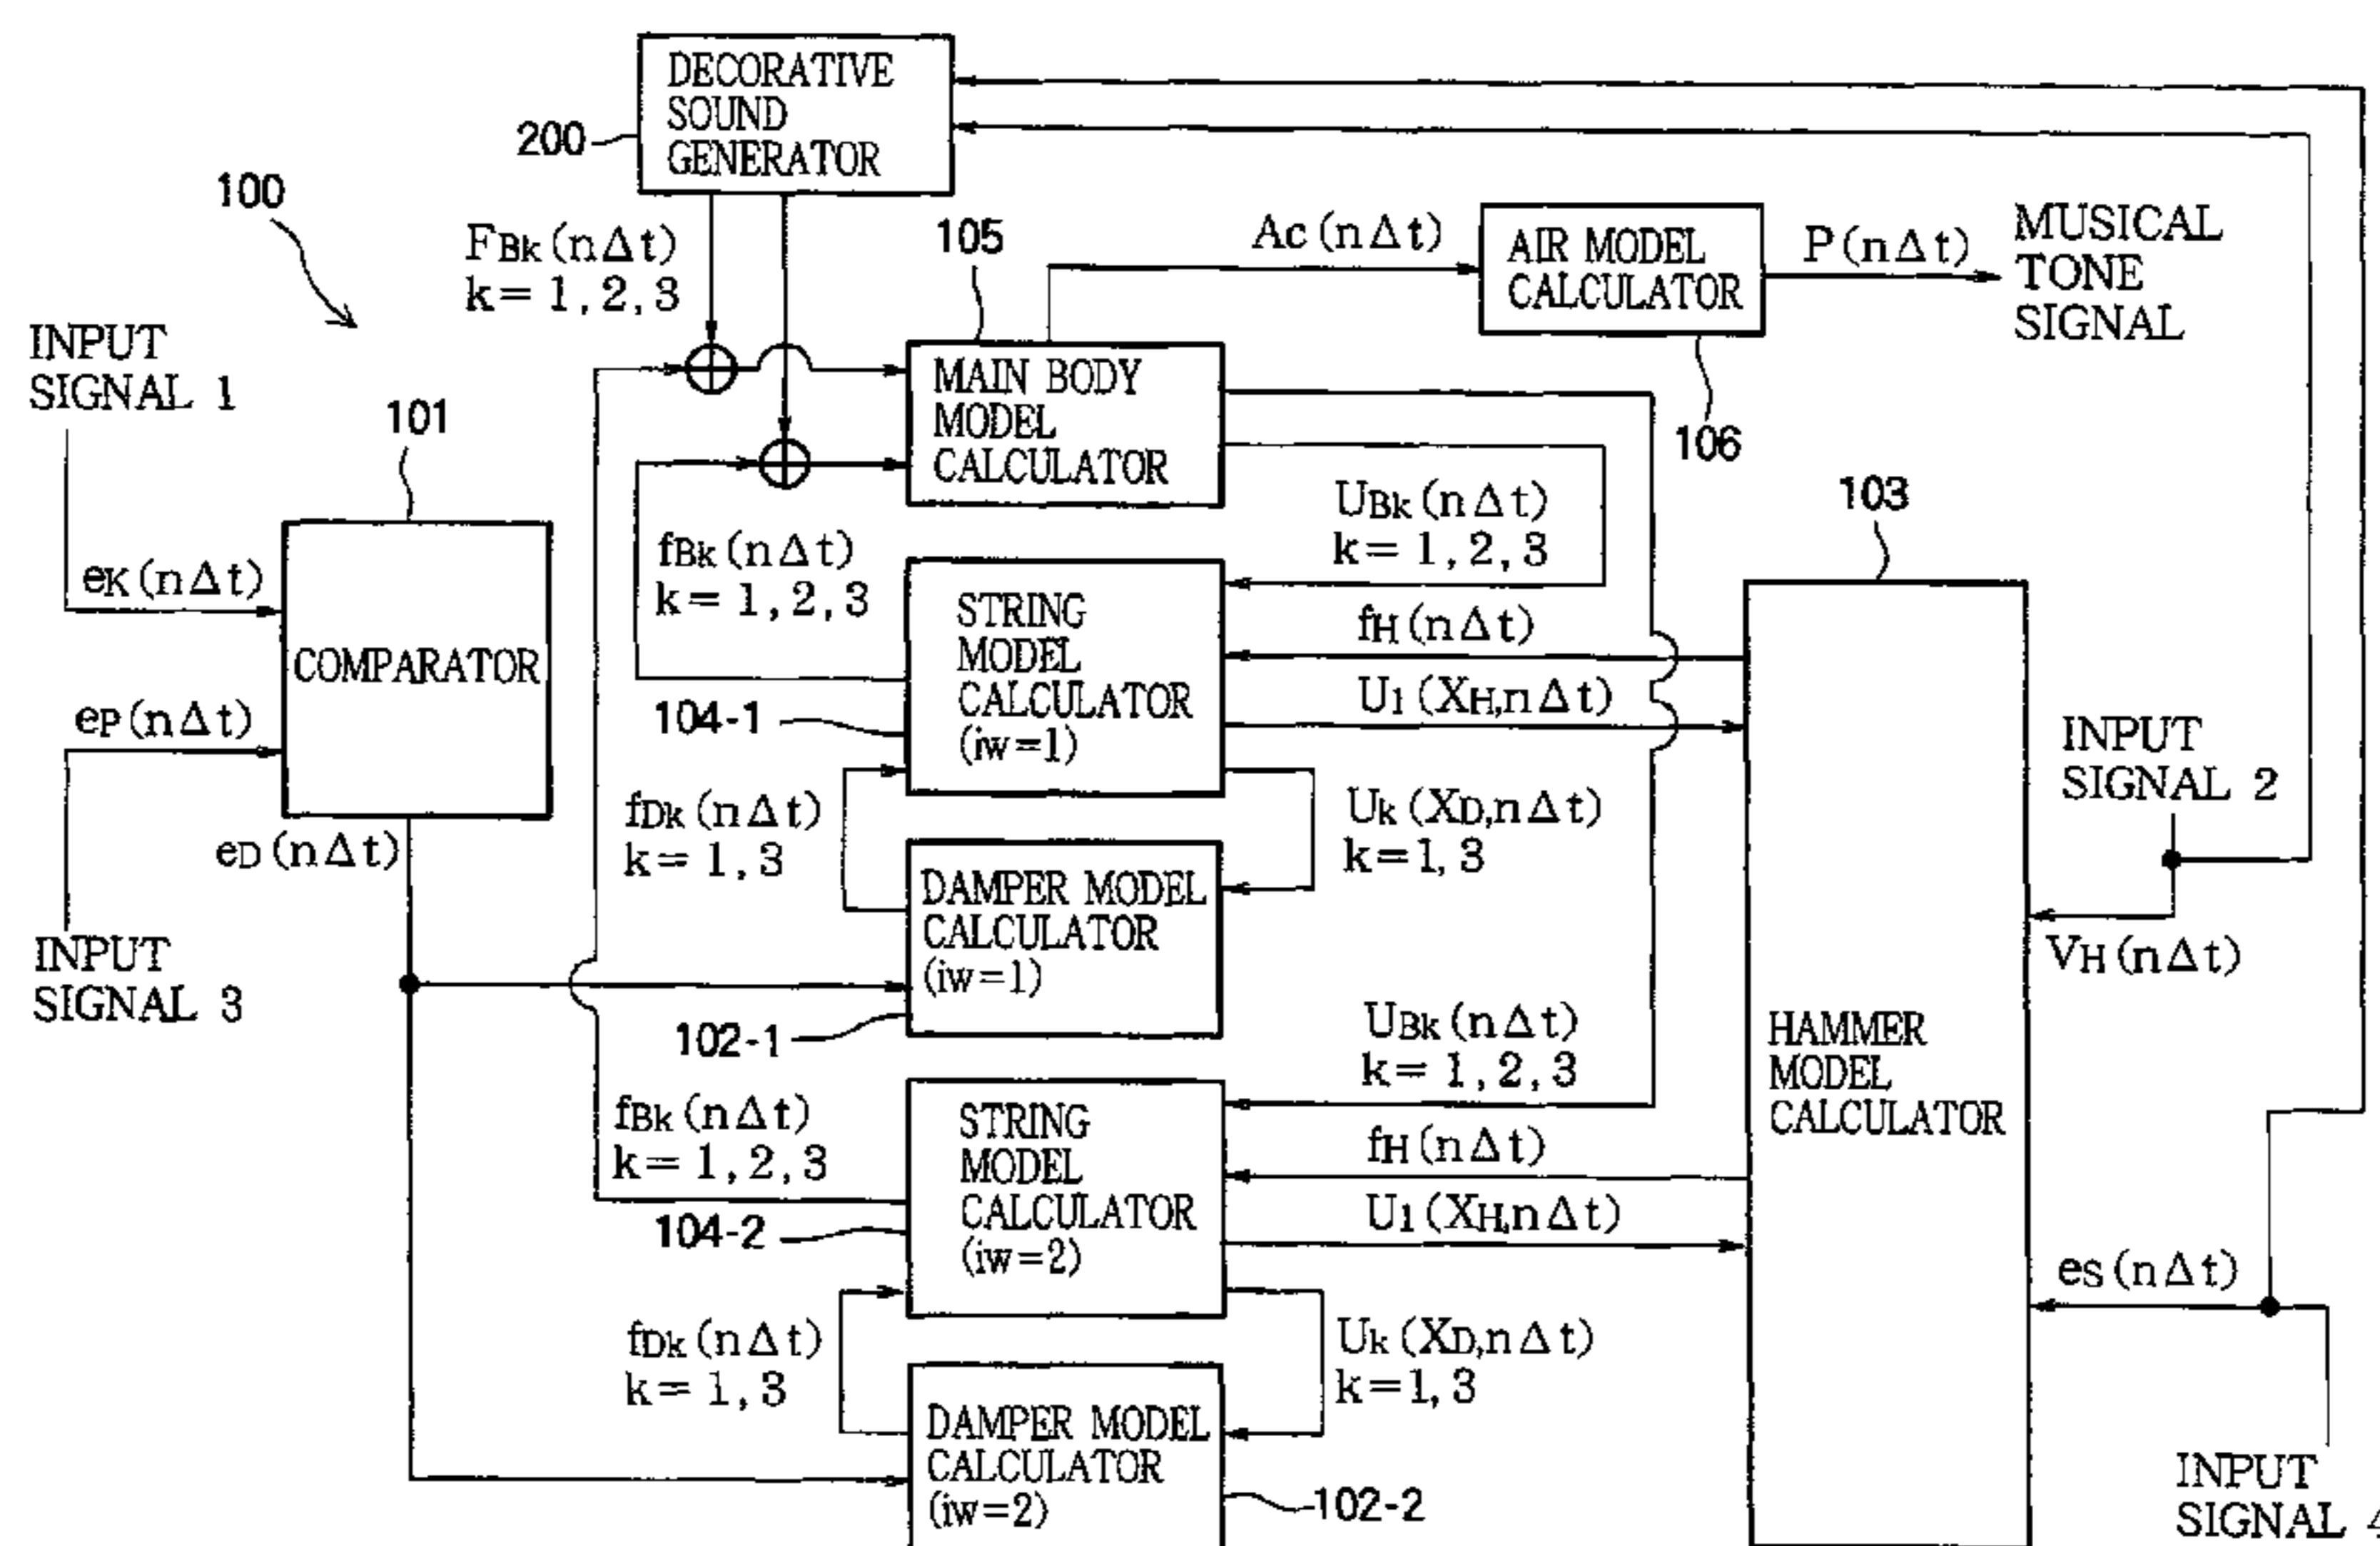 DECORATIVE
SOUND
GENERATOR
200
100
FBk(nΔt)
k=1,2,3
105
Ac(nΔt)
AIR MODEL
CALCULATOR
P(nΔt)
MUSICAL
TONE
SIGNAL
106
INPUT
SIGNAL 1
101
MAIN BODY
MODEL
CALCULATOR
UBk(nΔt)
k=1,2,3
103
eK(nΔt)
COMPARATOR
eP(nΔt)
fBk(nΔt)
k=1,2,3
STRING
MODEL
CALCULATOR
(iw=1)
104-1
fH(nΔt)
U1(XH,nΔt)
INPUT
SIGNAL 2
eD(nΔt)
fDk(nΔt)
k=1,3
Uk(XD,nΔt)
k=1,3
DAMPER MODEL
CALCULATOR
(iw=1)
102-1
VH(nΔt)
INPUT
SIGNAL 3
HAMMER
MODEL
CALCULATOR
UBk(nΔt)
k=1,2,3
fBk(nΔt)
k=1,2,3
STRING
MODEL
CALCULATOR
(iw=2)
104-2
fH(nΔt)
U1(XH,nΔt)
eS(nΔt)
fDk(nΔt)
k=1,3
Uk(XD,nΔt)
k=1,3
DAMPER MODEL
CALCULATOR
(iw=2)
102-2
INPUT
SIGNAL 4